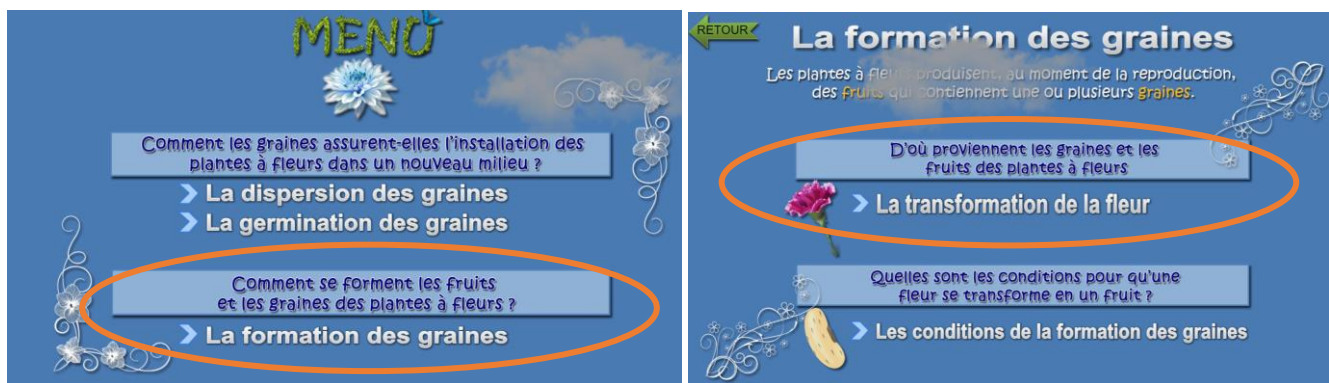 MENU
Comment les graines assurent-elles l'installation des
plantes à fleurs dans un nouveau milieu ?
La dispersion des graines
La germination des graines
Comment se forment les fruits
et les graines des plantes à fleurs ?
La formation des graines
RETOUR
La formation des graines
Les plantes à fleurs produisent, au moment de la reproduction,
des fruits qui contiennent une ou plusieurs graines.
D'où proviennent les graines et les
fruits des plantes à fleurs
La transformation de la fleur
Quelles sont les conditions pour qu'une
fleur se transforme en un fruit ?
Les conditions de la formation des graines